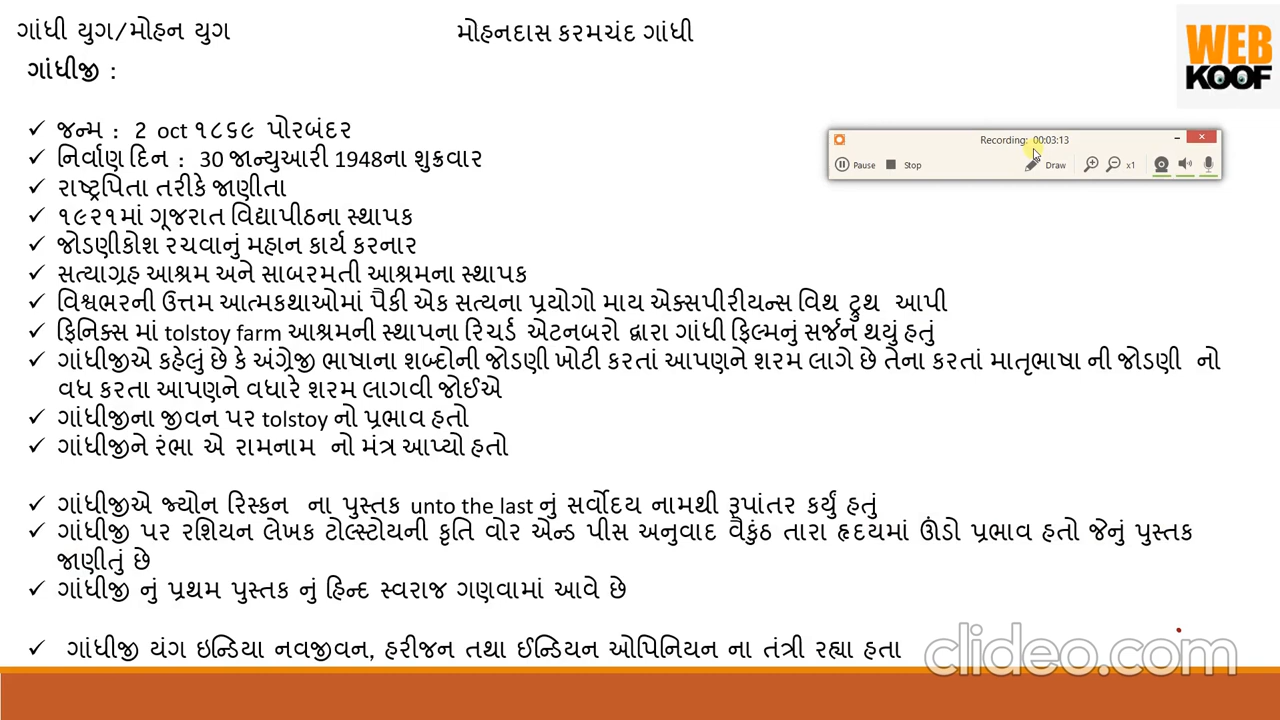 ગાંધી યુગ/મોહન યુગ
મોહનદાસ કરમચંદ ગાંધી
WEB
KOOF
ગાંધીજી :
Recording: 00:03:13
Pause Stop Draw x1
✓ જન્મ : 2 oct ૧૮૬૯ પોરબંદર
✓ નિર્વાણ દિન : 30 જાન્યુઆરી 1948ના શુક્રવાર
✓ રાષ્ટ્રપિતા તરીકે જાણીતા
✓ ૧૯૨૧માં ગૂજરાત વિદ્યાપીઠના સ્થાપક
✓ જોડણીકોશ રચવાનું મહાન કાર્ય કરનાર
✓ સત્યાગ્રહ આશ્રમ અને સાબરમતી આશ્રમના સ્થાપક
✓ વિશ્વભરની ઉત્તમ આત્મકથાઓમાં પૈકી એક સત્યના પ્રયોગો માય એક્સપીરીયન્સ વિથ ટ્રુથ આપી
✓ ફિનિક્સ માં tolstoy farm આશ્રમની સ્થાપના રિચર્ડ એટનબરો દ્વારા ગાંધી ફિલ્મનું સર્જન થયું હતું
✓ ગાંધીજીએ કહેલું છે કે અંગ્રેજી ભાષાના શબ્દોની જોડણી ખોટી કરતાં આપણને શરમ લાગે છે તેના કરતાં માતૃભાષા ની જોડણી નો
વધ કરતા આપણને વધારે શરમ લાગવી જોઈએ
✓ ગાંધીજીના જીવન પર tolstoy નો પ્રભાવ હતો
✓ ગાંધીજીને રંભા એ રામનામ નો મંત્ર આપ્યો હતો
✓ ગાંધીજીએ જ્યોન રિસ્કન ના પુસ્તક unto the last નું સર્વોદય નામથી રૂપાંતર કર્યું હતું
✓ ગાંધીજી પર રશિયન લેખક ટોલ્સ્ટોયની કૃતિ વોર એન્ડ પીસ અનુવાદ વૈકુંઠ તારા હૃદયમાં ઊંડો પ્રભાવ હતો જેનું પુસ્તક
જાણીતું છે
✓ ગાંધીજી નું પ્રથમ પુસ્તક નું હિન્દ સ્વરાજ ગણવામાં આવે છે
✓ ગાંધીજી યંગ ઇન્ડિયા નવજીવન, હરીજન તથા ઈન્ડિયન ઓપિનિયન ના તંત્રી રહ્યા હતા
clideo.com